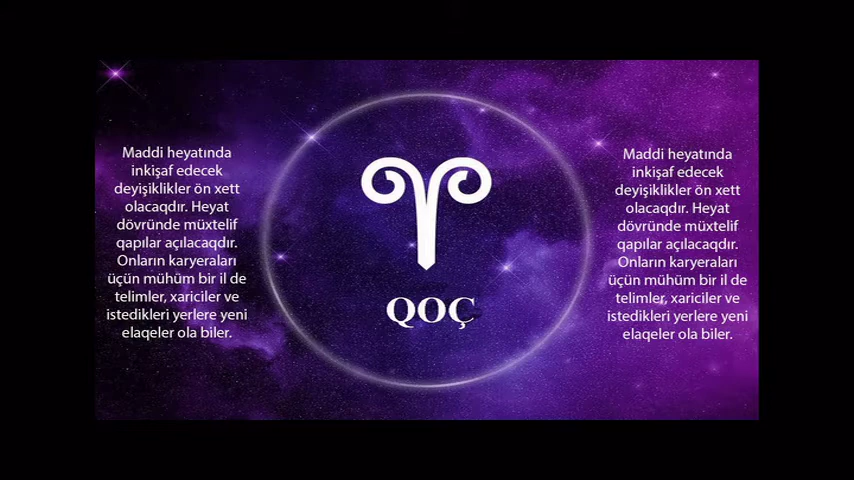 Maddi heyatında
inkişaf edecek
deyişiklikler ön xett
olacaqdır. Heyat
dövründe müxtelif
qapılar açılacaqdır.
Onların karyeraları
üçün mühüm bir il de
telimler, xariciler ve
istedikleri yerlere yeni
elaqeler ola biler.
QOÇ
Maddi heyatında
inkişaf edecek
deyişiklikler ön xett
olacaqdır. Heyat
dövründe müxtelif
qapılar açılacaqdır.
Onların karyeraları
üçün mühüm bir il de
telimler, xariciler ve
istedikleri yerlere yeni
elaqeler ola biler.